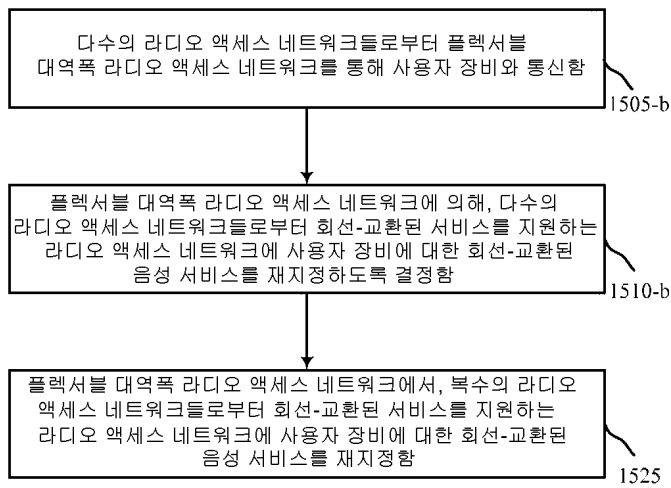 다수의 라디오 액세스 네트워크들로부터 플렉서블
대역폭 라디오 액세스 네트워크를 통해 사용자 장비와 통신함
1505-b
플렉서블 대역폭 라디오 액세스 네트워크에 의해, 다수의
라디오 액세스 네트워크들로부터 회선-교환된 서비스를 지원하는
라디오 액세스 네트워크에 사용자 장비에 대한 회선-교환된
음성 서비스를 재지정하도록 결정함
1510-b
플렉서블 대역폭 라디오 액세스 네트워크에서, 복수의 라디오
액세스 네트워크들로부터 회선-교환된 서비스를 지원하는
라디오 액세스 네트워크에 사용자 장비에 대한 회선-교환된
음성 서비스를 재지정함
1525